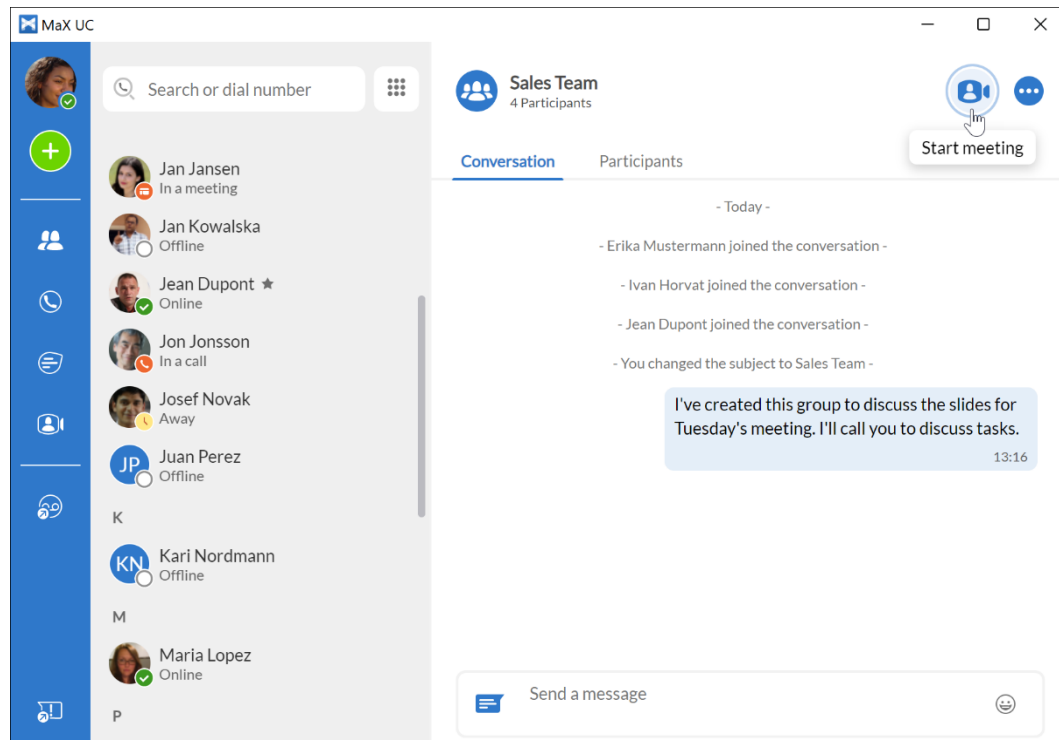 MaX UC
Search or dial number
Jan Jansen
In a meeting
Jan Kowalska
Offline
Jean Dupont
Online
Jon Jonsson
In a call
Josef Novak
Away
JP
Juan Perez
Offline
K
KN
Kari Nordmann
Offline
M
Maria Lopez
Online
P
Sales Team
4 Participants
Start meeting
Conversation
Participants
- Today -
- Erika Mustermann joined the conversation -
- Ivan Horvat joined the conversation -
- Jean Dupont joined the conversation -
- You changed the subject to Sales Team -
I've created this group to discuss the slides for
Tuesday's meeting. I'll call you to discuss tasks.
13:16
Send a message